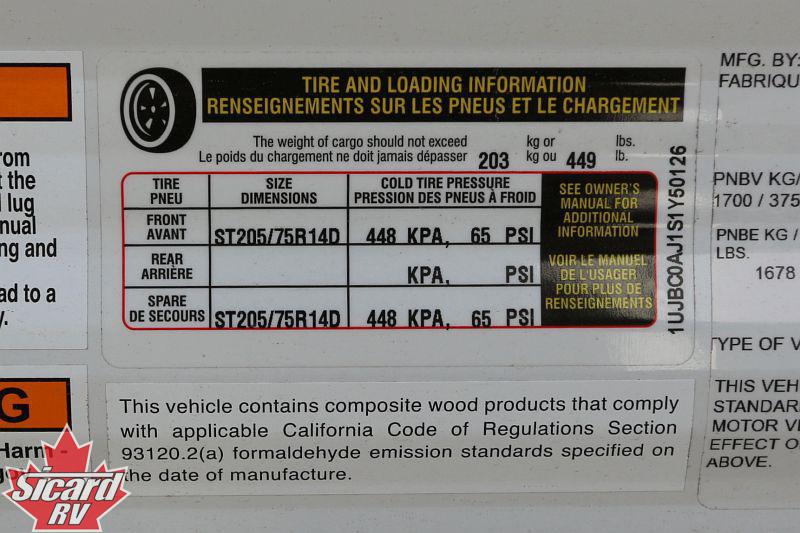 TIRE AND LOADING INFORMATION
RENSEIGNEMENTS SUR LES PNEUS ET LE CHARGEMENT
The weight of cargo should not exceed kg or lbs.
Le poids du chargement ne doit jamais dépasser 203 kg ou 449 lb.
TIRE SIZE COLD TIRE PRESSURE
PNEU DIMENSIONS PRESSION DES PNEUS À FROID
FRONT
AVANT ST205/75R14D 448 KPA, 65 PSI
REAR
ARRIÈRE KPA, PSI
SPARE
DE SECOURS ST205/75R14D 448 KPA, 65 PSI
SEE OWNER'S
MANUAL FOR
ADDITIONAL
INFORMATION
VOIR LE MANUEL
DE L'USAGER
POUR PLUS DE
RENSEIGNEMENTS
1UJBC0AJ1S1Y50126
This vehicle contains composite wood products that comply
with applicable California Code of Regulations Section
93120.2(a) formaldehyde emission standards specified on
the date of manufacture.
the
lug
ing and
ad to a
MFG. BY:
FABRIQU
PNBV KG/
1700 / 375
PNBE KG /
LBS.
1678
TYPE OF V
THIS VEH
STANDAR
MOTOR VE
EFFECT O
ABOVE.
G
Harm -
Sicard
RV